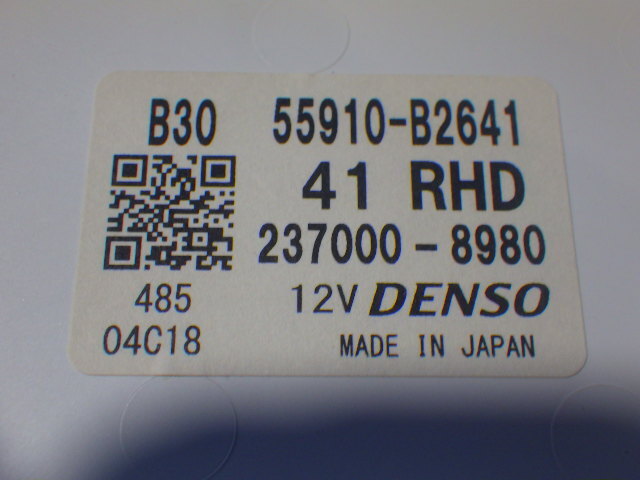 B30 55910-B2641
41 RHD
237000-8980
485 12V DENSO
04C18 MADE IN JAPAN